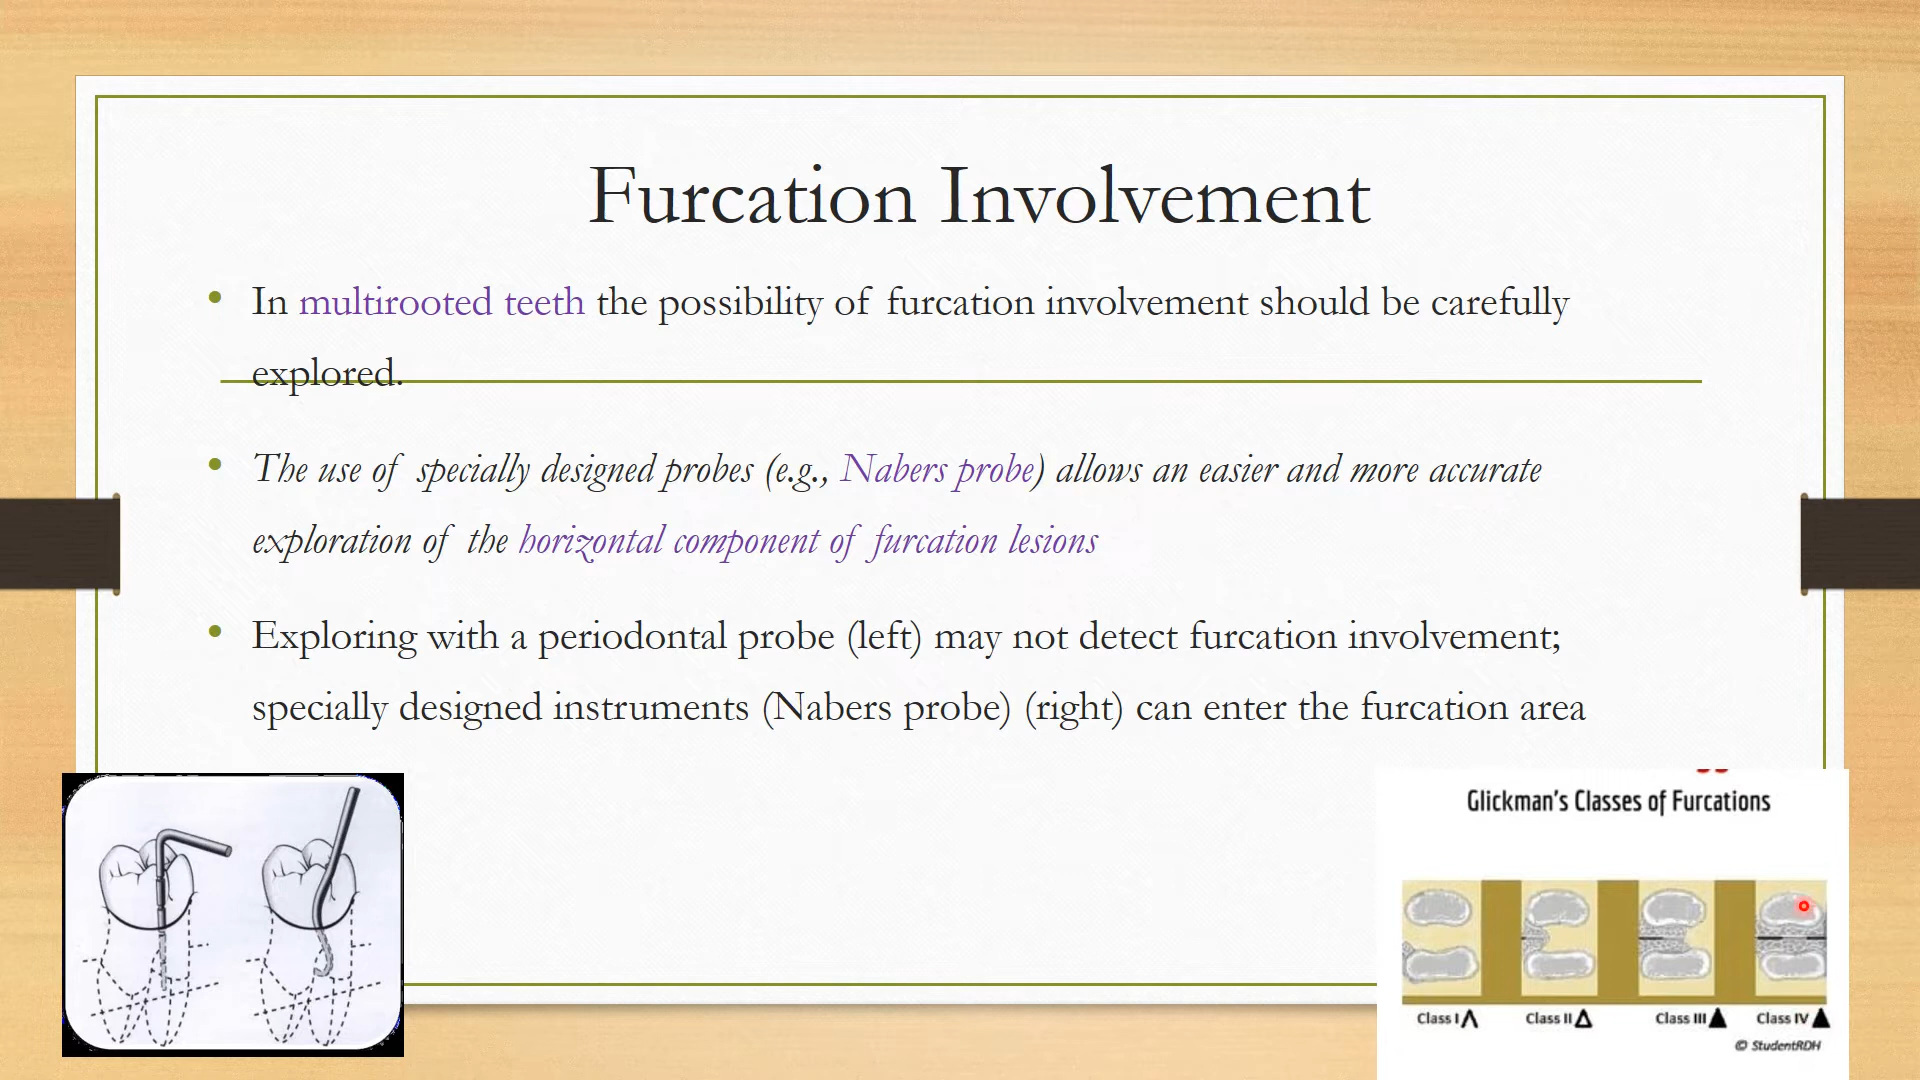 Furcation Involvement
• In multirooted teeth the possibility of furcation involvement should be carefully
explored.
• The use of specially designed probes (e.g., Nabers probe) allows an easier and more accurate
exploration of the horizontal component of furcation lesions
• Exploring with a periodontal probe (left) may not detect furcation involvement;
specially designed instruments (Nabers probe) (right) can enter the furcation area
Glickman's Classes of Furcations
Class I Class II Class III Class IV
© StudentRDH